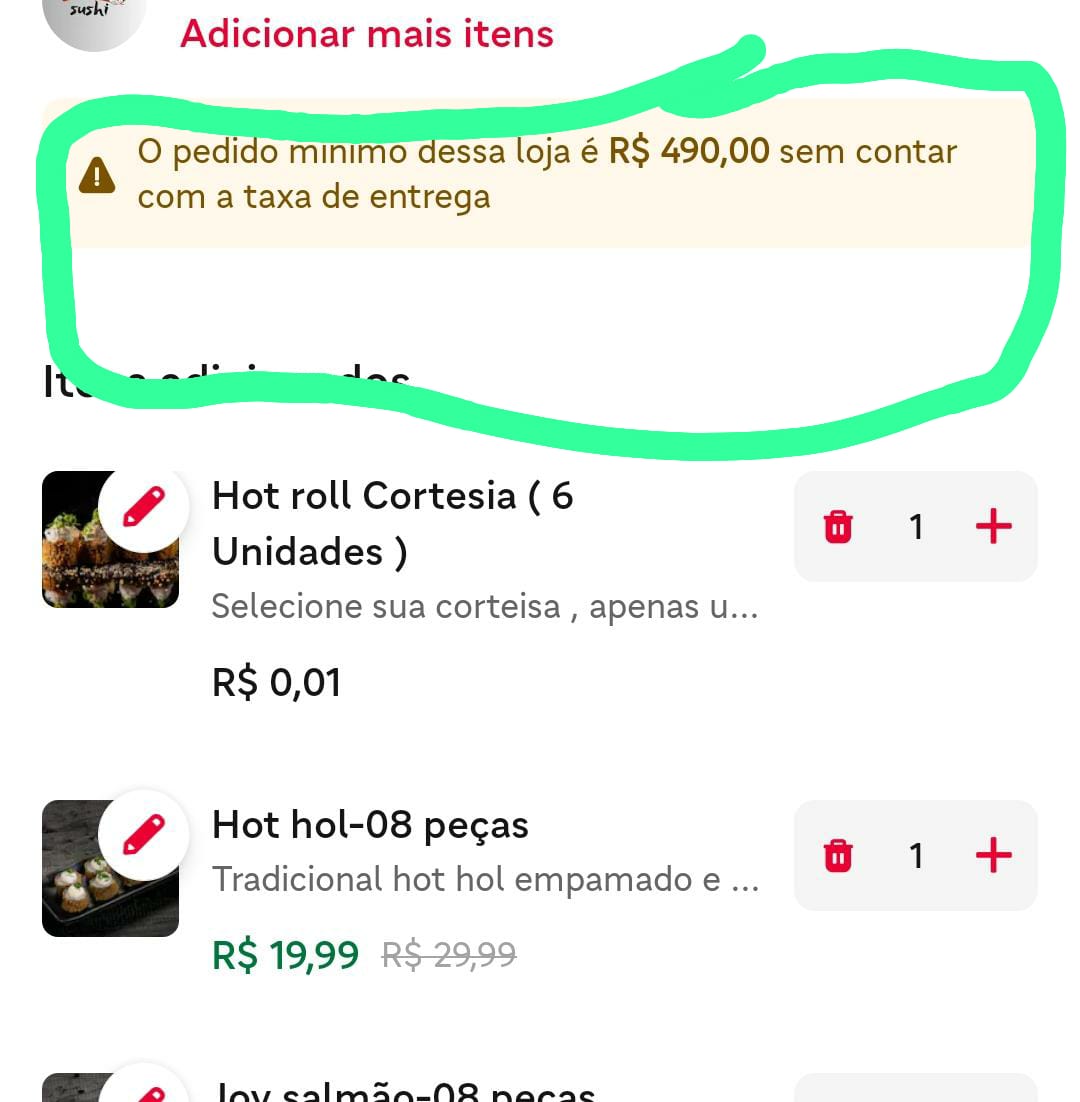 sushi
Adicionar mais itens
O pedido mínimo dessa loja é R$ 490,00 sem contar
com a taxa de entrega
Hot roll Cortesia ( 6
Unidades )
Selecione sua corteisa , apenas u...
1
R$ 0,01
Hot hol-08 peças
Tradicional hot hol empamado e ...
1
R$ 19,99 R$ 29,99
Joy salmão-08 peças